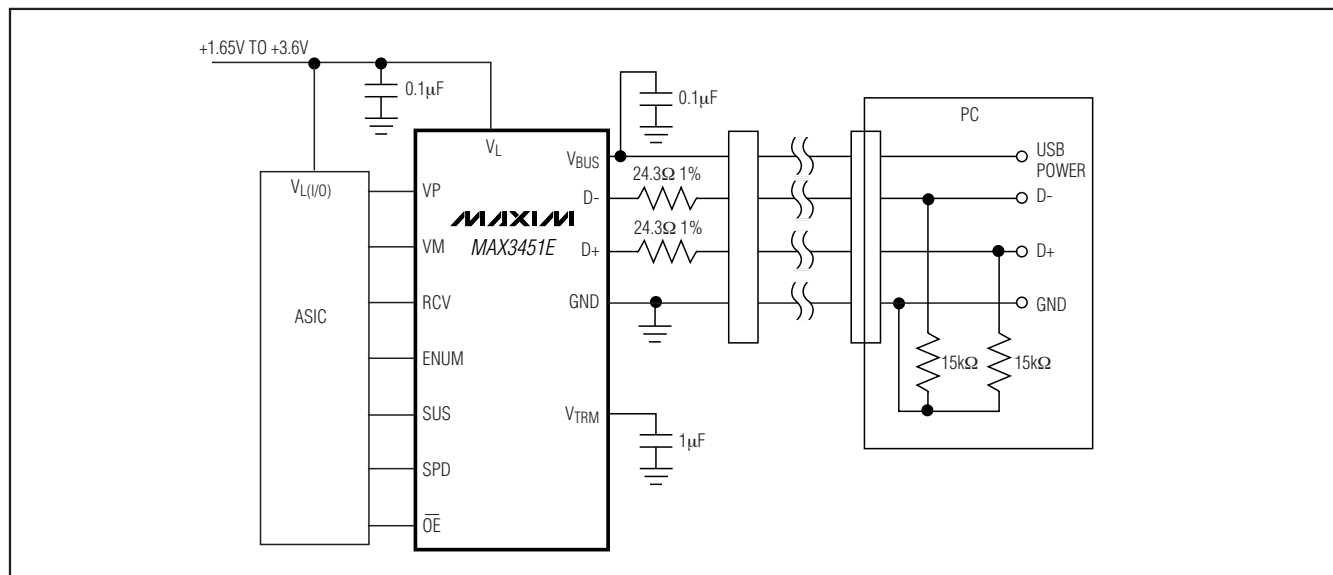 +1.65V TO +3.6V
0.1μF
0.1μF
PC
VL
VBUS
USB
POWER
VL(I/O)
VP
24.3Ω 1%
D-
D-
MAXIM
VM
MAX3451E
24.3Ω 1%
D+
D+
RCV
GND
GND
ASIC
ENUM
15kΩ
15kΩ
SUS
VTRM
1μF
SPD
O̅E̅